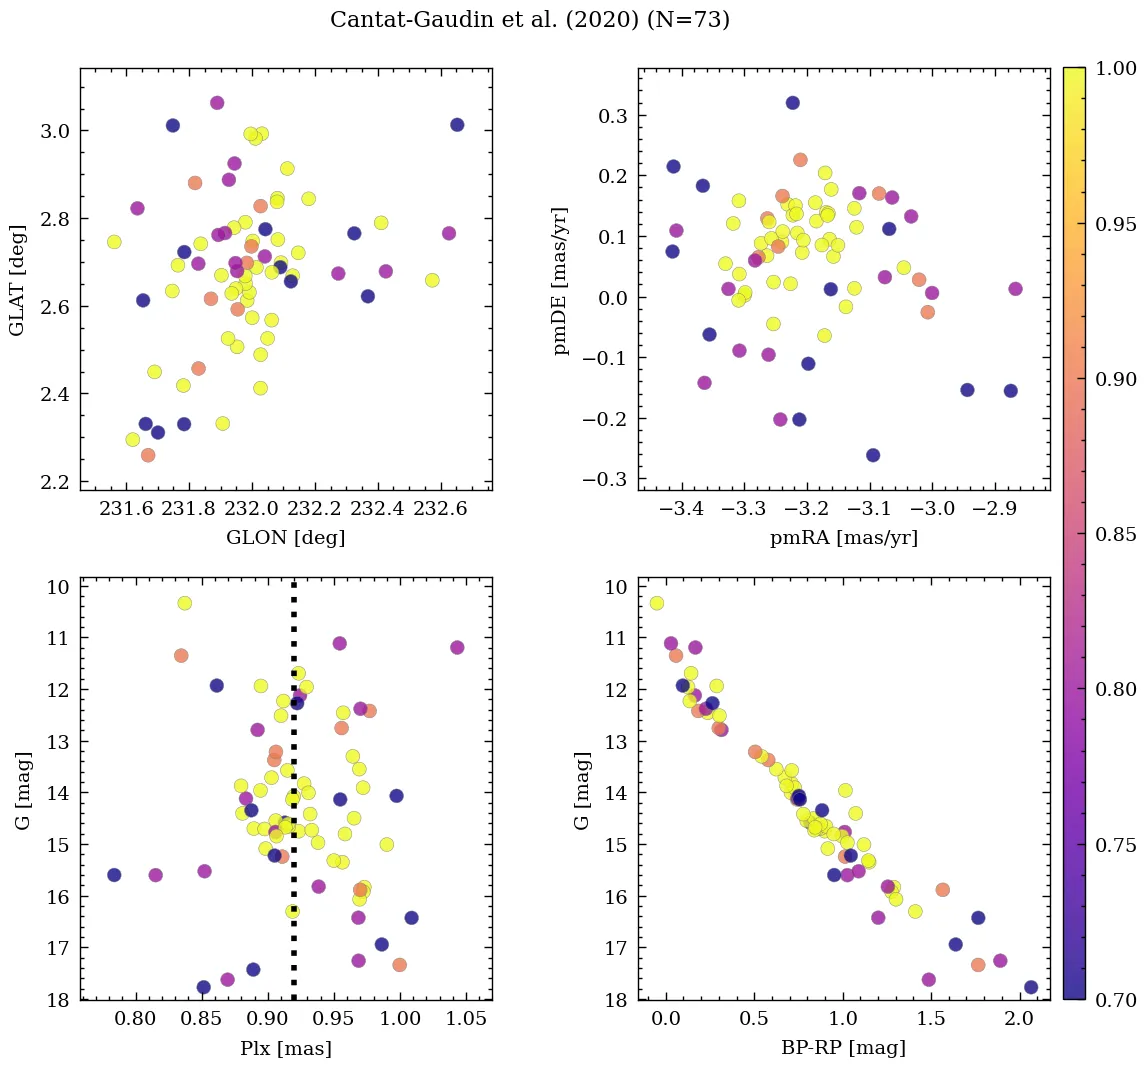 Cantat-Gaudin et al. (2020) (N=73)
3.0
2.8
2.6
2.4
2.2
GLAT [deg]
231.6 231.8 232.0 232.2 232.4 232.6
GLON [deg]
0.3
0.2
0.1
0.0
−0.1
−0.2
−0.3
pmDE [mas/yr]
−3.4 −3.3 −3.2 −3.1 −3.0 −2.9
pmRA [mas/yr]
10
11
12
13
14
15
16
17
18
G [mag]
0.80 0.85 0.90 0.95 1.00 1.05
Plx [mas]
10
11
12
13
14
15
16
17
18
G [mag]
0.0 0.5 1.0 1.5 2.0
BP-RP [mag]
1.00
0.95
0.90
0.85
0.80
0.75
0.70